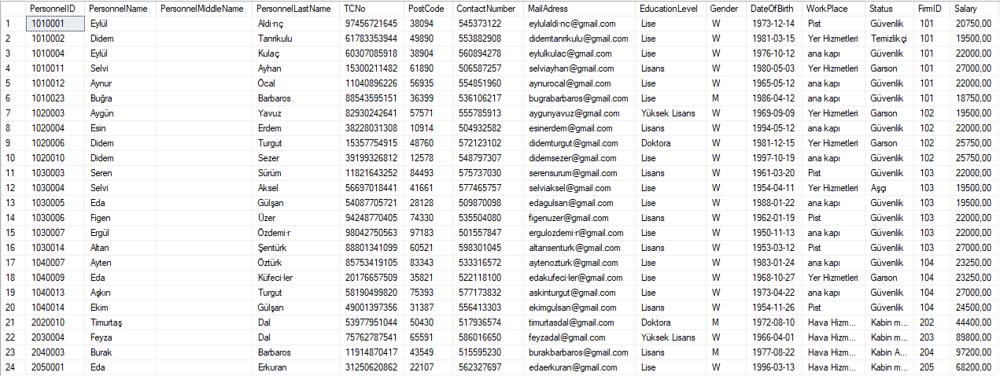 PersonnelID PersonnelName PersonnelMiddleName PersonnelLastName TCNo PostCode ContactNumber MailAdress EducationLevel Gender DateOfBirth WorkPlace Status FirmID Salary
1 1010001 Eylül Aldi·nç 97456721645 38094 545373122 eylulaldi·nc@gmail.com Lise W 1973-12-14 Pist Güvenlik 101 20750,00
2 1010002 Didem Tanrıkulu 61783353944 49890 553882908 didemtanrikulu@gmail.com Lise W 1981-03-15 Yer Hizmetleri Temizlikçi 101 19500,00
3 1010004 Eylül Kulaç 60307085918 38904 560894278 eylulkulac@gmail.com Lise W 1976-10-12 ana kapı Güvenlik 101 22000,00
4 1010011 Selvi Ayhan 15300211482 61890 506587257 selviayhan@gmail.com Lisans W 1980-05-03 Yer Hizmetleri Garson 101 27000,00
5 1010012 Aynur Öcal 11040896226 56935 554851960 aynurocal@gmail.com Lise W 1965-05-12 ana kapı Güvenlik 101 22000,00
6 1010023 Buğra Barbaros 88543595151 36399 536106217 bugrabarbaros@gmail.com Lise M 1986-04-12 ana kapı Güvenlik 101 18750,00
7 1020003 Aygün Yavuz 82930242641 57571 555785913 aygunyavuz@gmail.com Yüksek Lisans W 1969-09-09 Yer Hizmetleri Garson 102 19500,00
8 1020004 Esin Erdem 38228031308 10914 504932582 esinerdem@gmail.com Lisans W 1994-05-12 ana kapı Güvenlik 102 22000,00
9 1020006 Didem Turgut 15357754915 48760 572123102 didemturgut@gmail.com Doktora W 1981-12-15 Yer Hizmetleri Garson 102 25750,00
10 1020010 Didem Sezer 39199326812 12578 548797307 didemsezer@gmail.com Lise W 1997-10-19 ana kapı Güvenlik 102 25750,00
11 1030003 Seren Sürüm 11821643252 84493 575737030 serensurum@gmail.com Lisans W 1961-03-20 Pist Güvenlik 103 22000,00
12 1030004 Selvi Aksel 56697018441 41661 577465757 selviaksel@gmail.com Lise W 1954-04-11 Yer Hizmetleri Aşçı 103 19500,00
13 1030005 Eda Gülşan 54087705721 28128 509870098 edagulsan@gmail.com Lise W 1988-01-22 ana kapı Güvenlik 103 19500,00
14 1030006 Figen Üzer 94248770405 74330 535504080 figenuzer@gmail.com Lisans W 1962-01-19 Pist Güvenlik 103 22000,00
15 1030007 Ergül Özdemi·r 98042750563 97183 501557847 ergulozdemi·r@gmail.com Lise W 1950-11-13 ana kapı Güvenlik 103 22000,00
16 1030014 Altan Şentürk 88801341099 60521 598301045 altansenturk@gmail.com Lisans W 1953-03-12 Pist Güvenlik 103 27000,00
17 1040007 Ayten Öztürk 85753419105 83343 533316572 aytenozturk@gmail.com Lise W 1983-01-24 ana kapı Güvenlik 104 23250,00
18 1040009 Eda Küfeci·ler 20176657509 35821 522118100 edakufeci·ler@gmail.com Lise W 1968-10-27 Yer Hizmetleri Garson 104 23250,00
19 1040013 Aşkın Turgut 58190499820 75393 577173832 askinturgut@gmail.com Lise W 1973-04-22 ana kapı Güvenlik 104 27000,00
20 1040014 Ekim Gülşan 49001397356 31387 556413303 ekimgulsan@gmail.com Lisans W 1954-11-26 Pist Güvenlik 104 24500,00
21 2020010 Timurtaş Dal 53977951044 50430 517936574 timurtasdal@gmail.com Doktora M 1972-08-10 Hava Hizm... Kabin m... 202 44400,00
22 2030004 Feyza Dal 75762787541 65591 586016650 feyzadal@gmail.com Yüksek Lisans W 1966-04-01 Hava Hizm... Kabin m... 203 89800,00
23 2040003 Burak Barbaros 11914870417 43549 515595230 burakbarbaros@gmail.com Lisans M 1977-08-22 Hava Hizm... Kabin A... 204 97200,00
24 2050001 Eda Erkuran 31250620862 22107 562327697 edaerkuran@gmail.com Lise W 1996-03-13 Hava Hizm... Kabin m... 205 68200,00